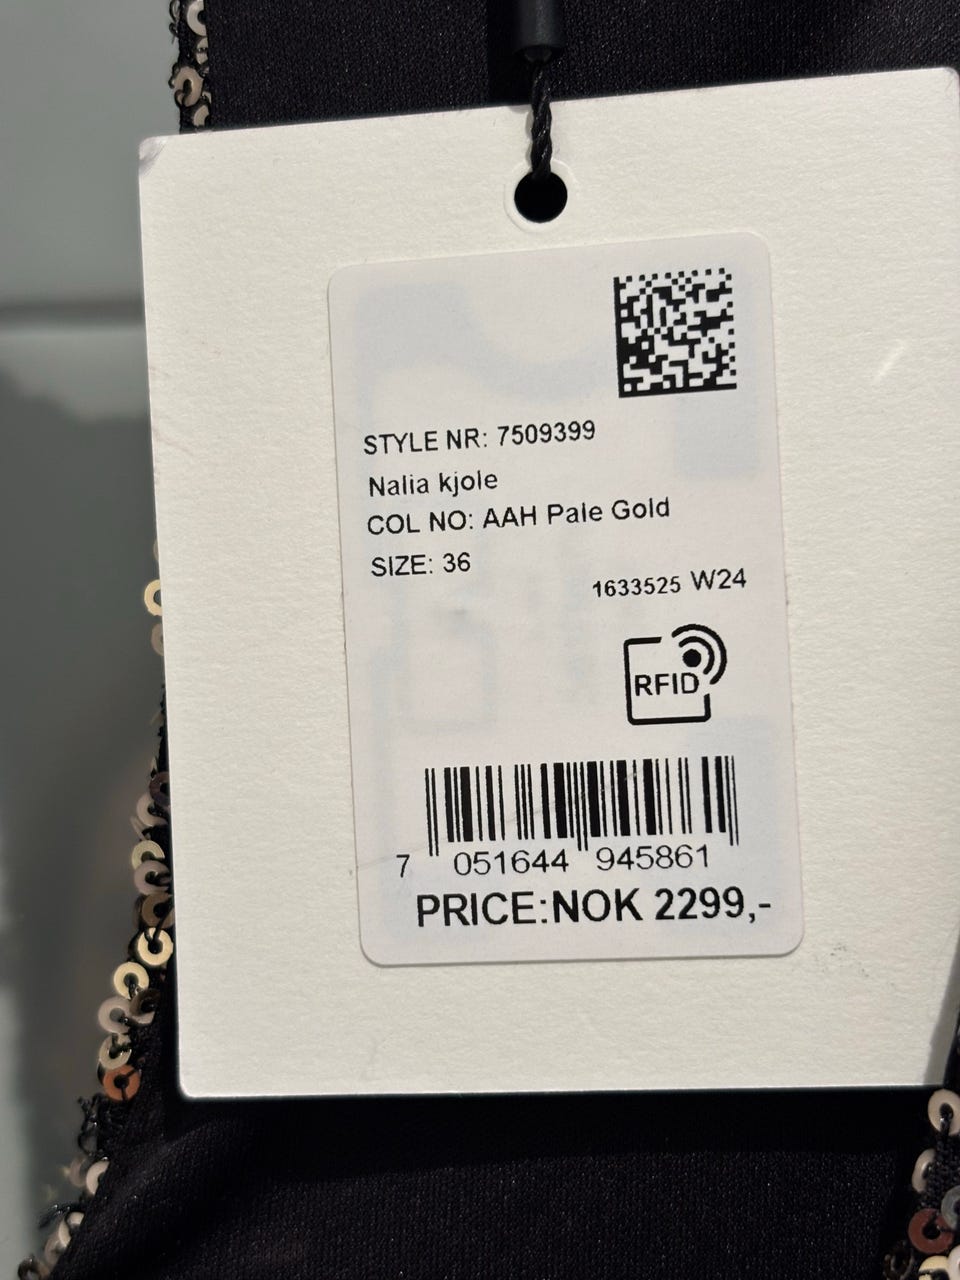 STYLE NR: 7509399
Nalia kjole
COL NO: AAH Pale Gold
SIZE: 36
1633525 W24
RFID
7 051644 945861
PRICE:NOK 2299,-